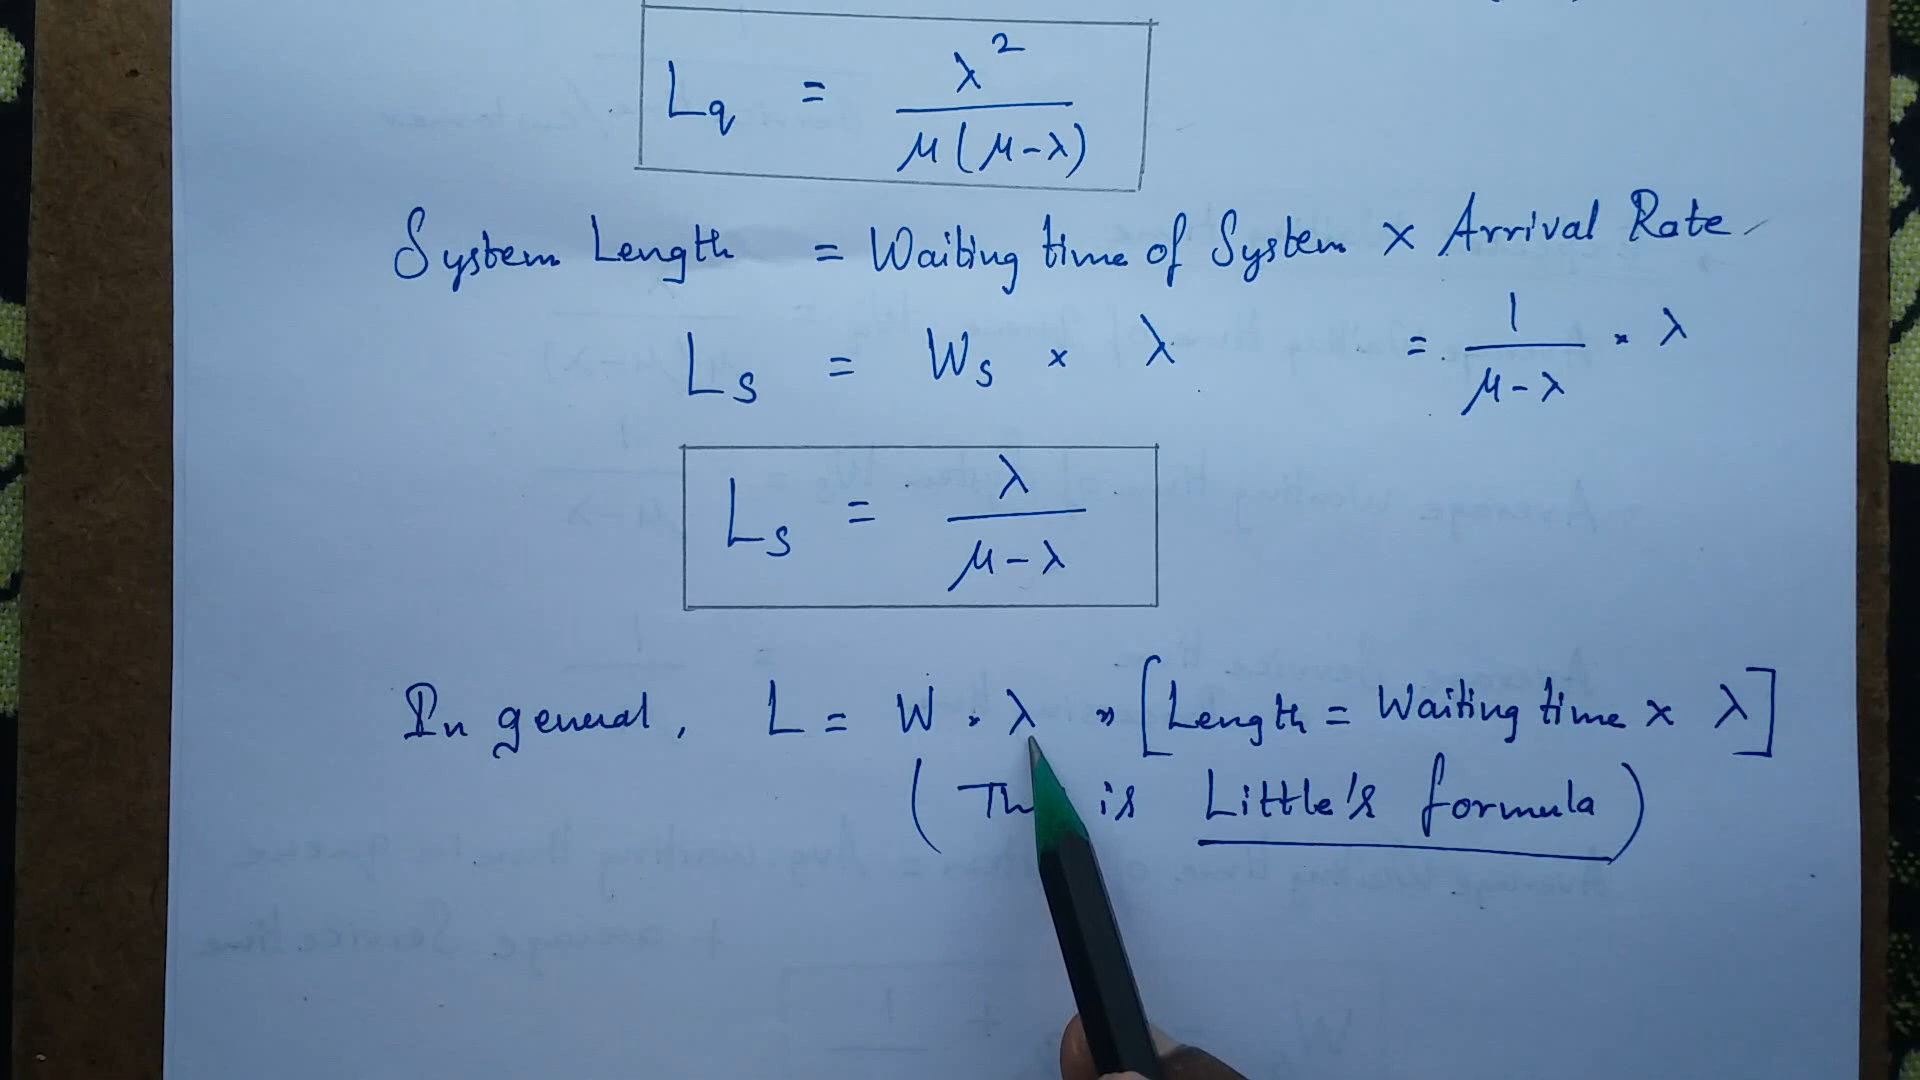 Lq = λ² / μ(μ-λ)
System Length = Waiting time of System × Arrival Rate
Ls = Ws × λ = 1 / μ-λ × λ
Ls = λ / μ-λ
In general, L = W × λ » [Length = Waiting time × λ]
(Th is Little's formula)